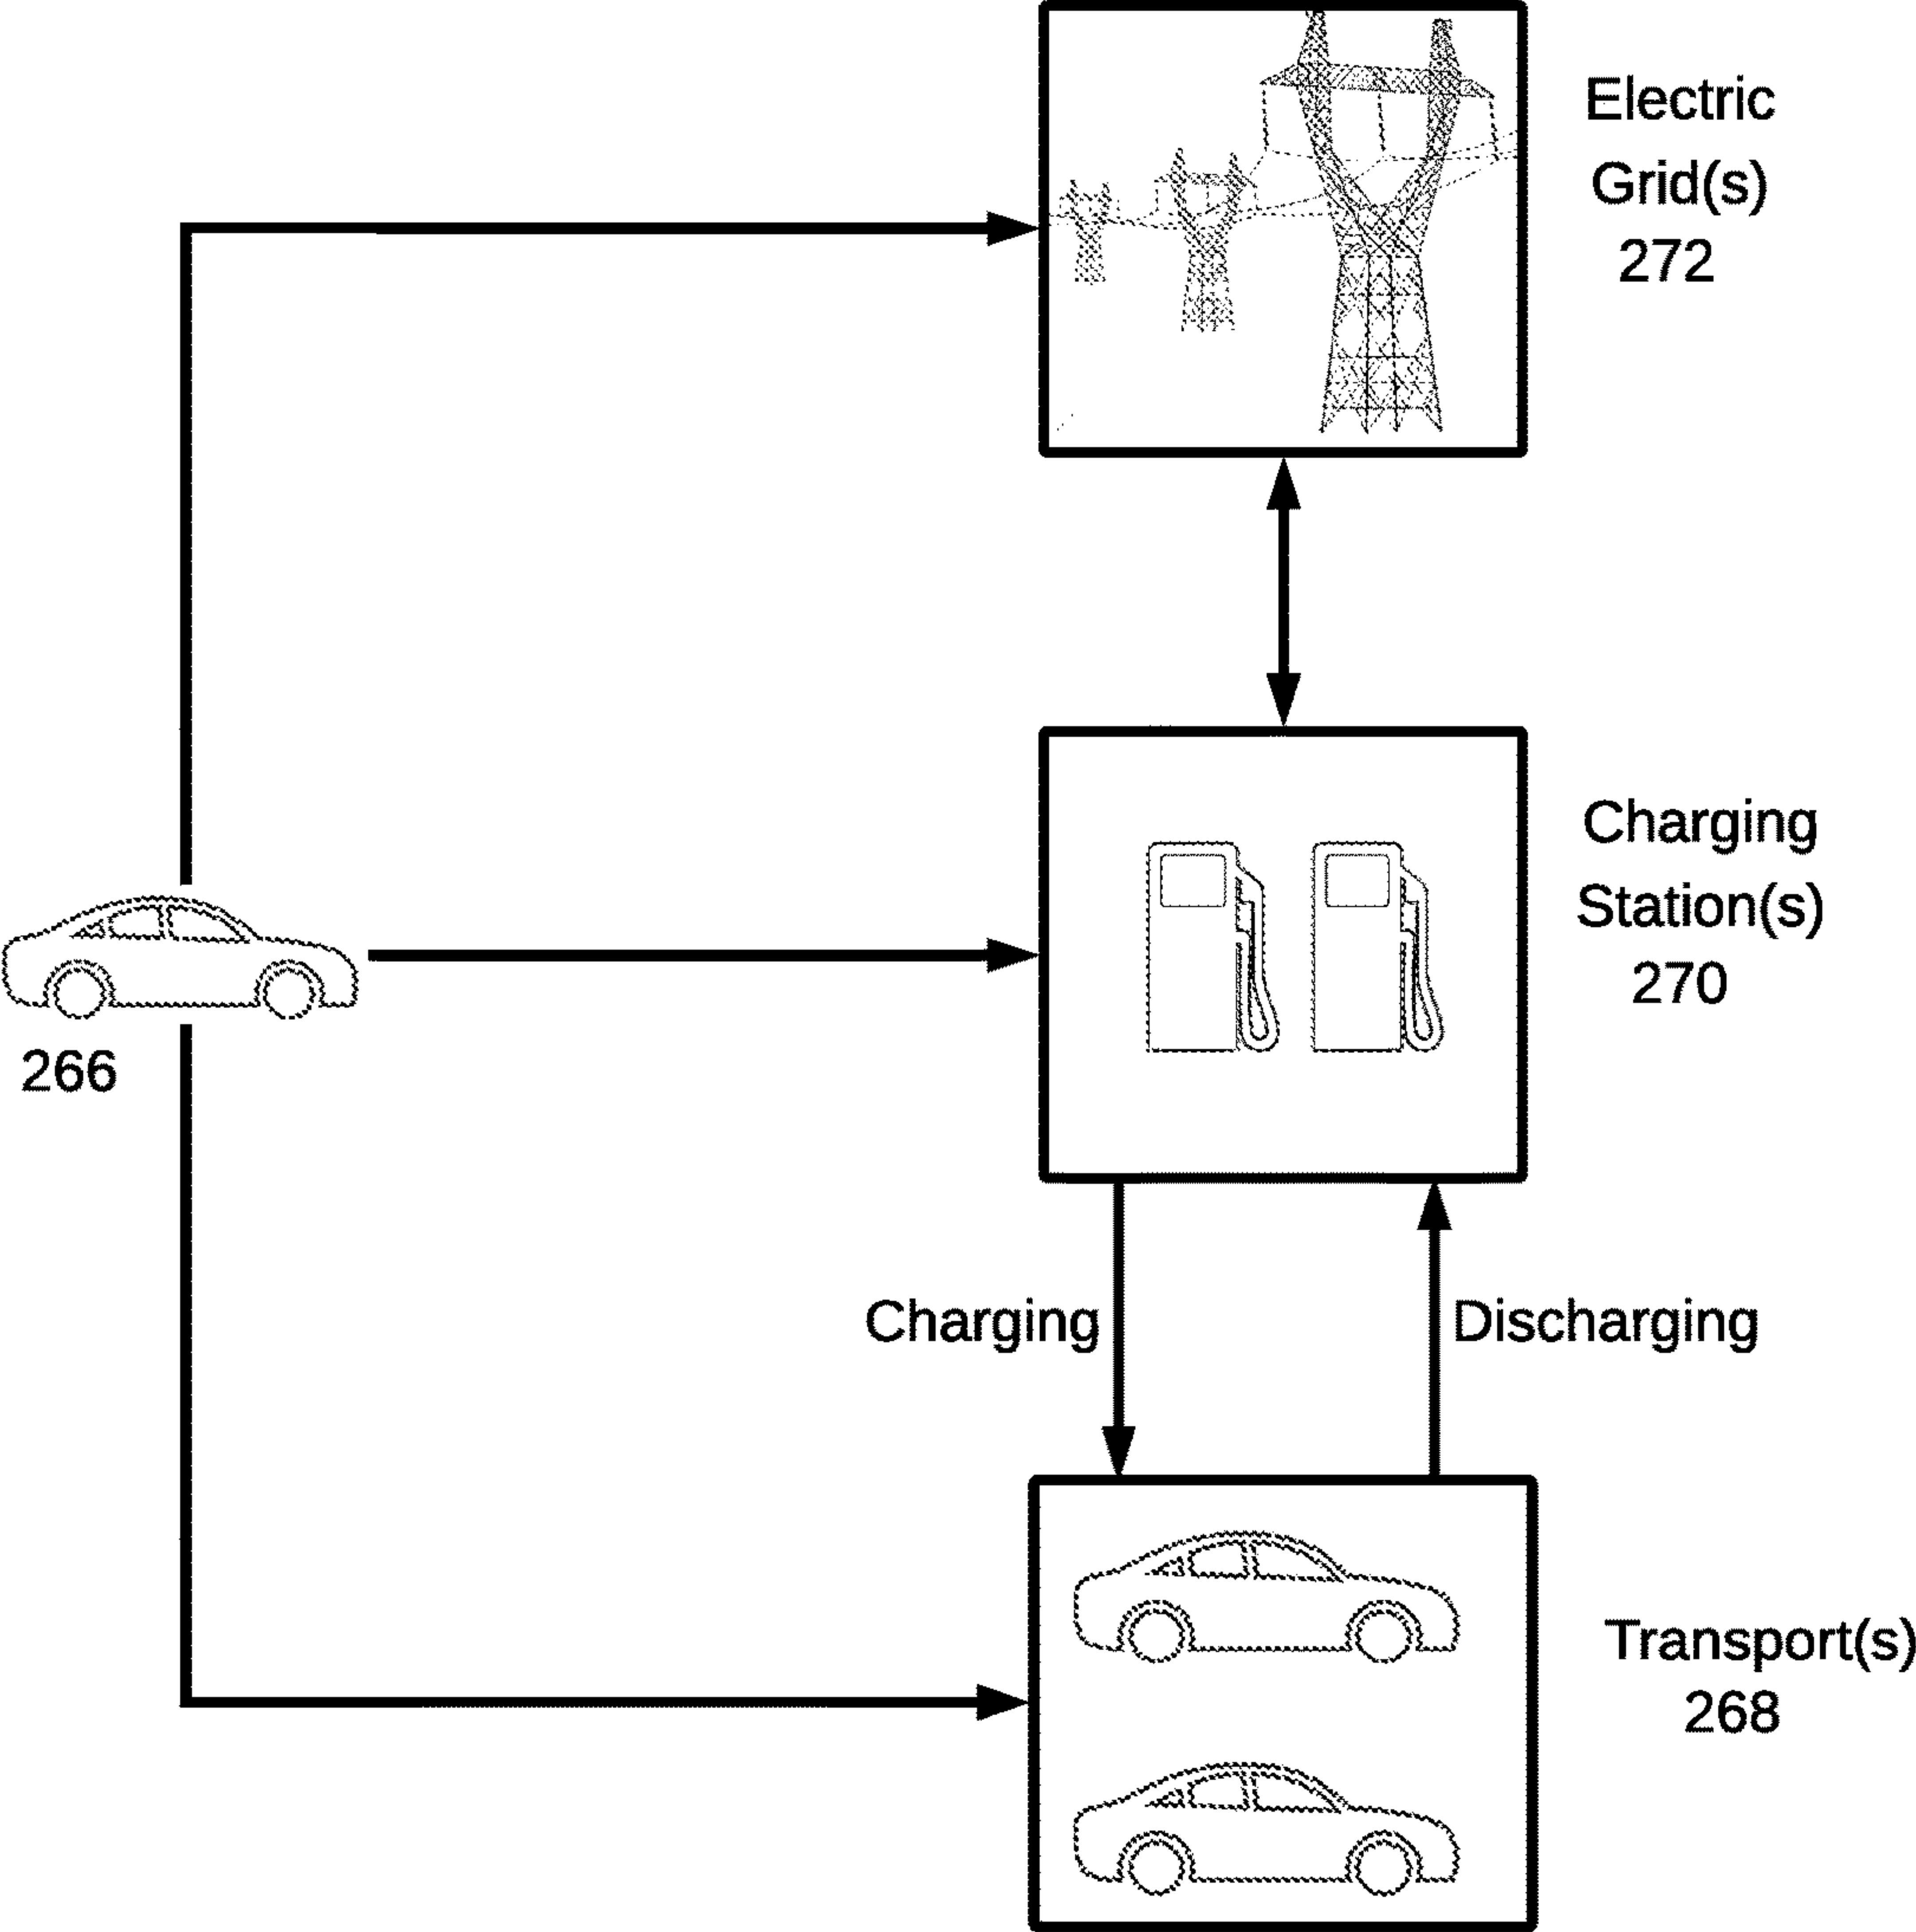 Electric
Grid(s)
272
Charging
Station(s)
270
266
Charging
Discharging
Transport(s)
268